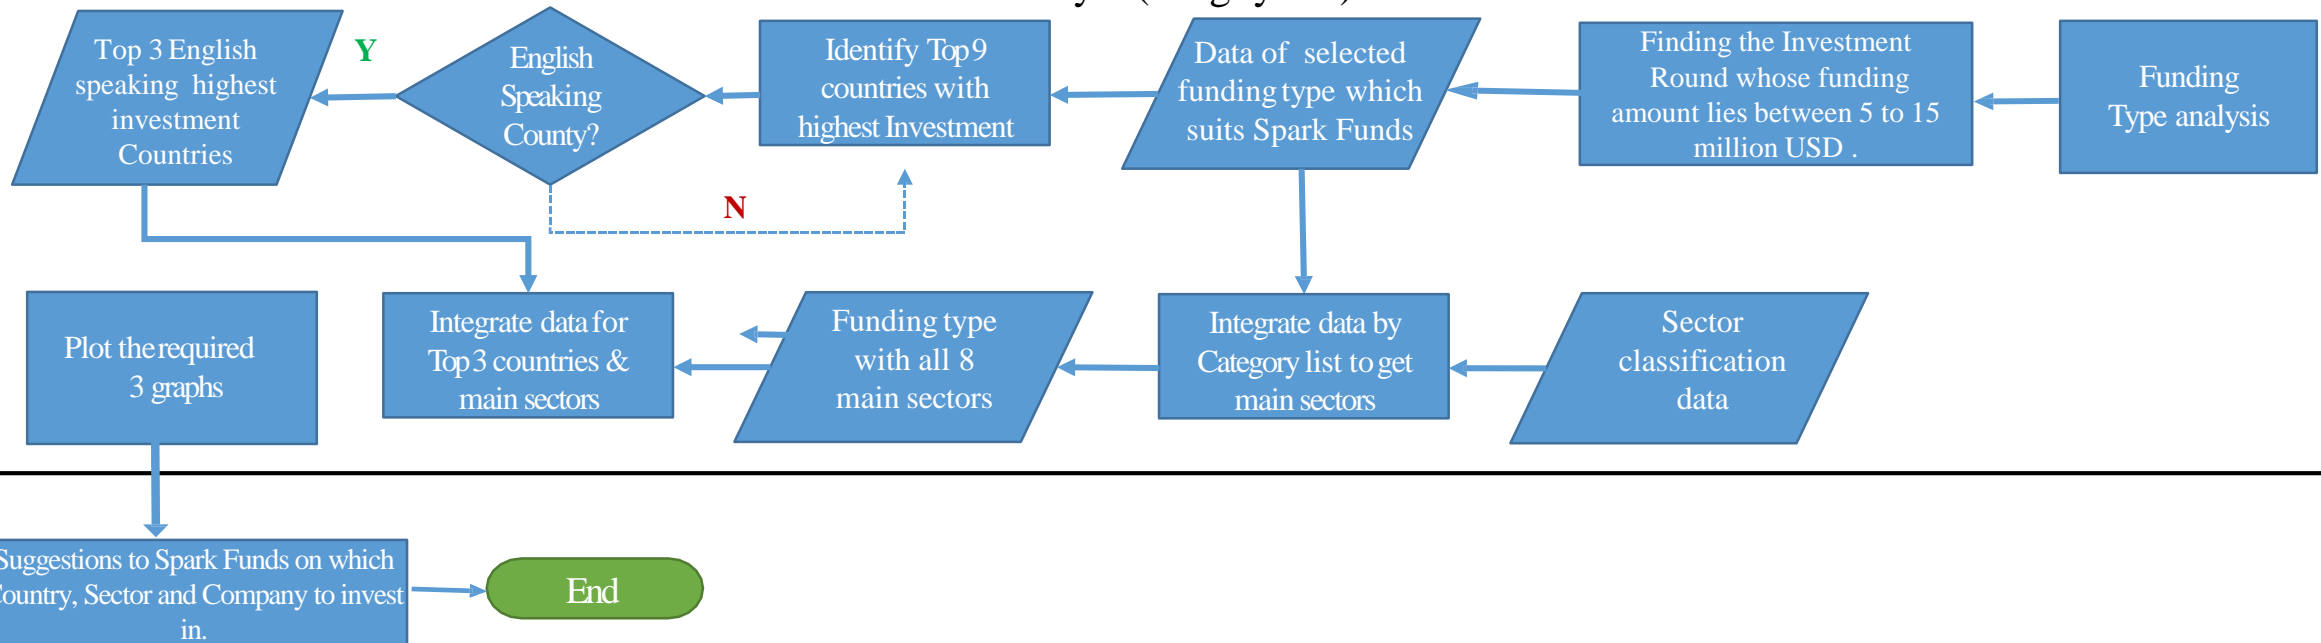 Top 3 English
speaking highest
investment
Countries
Y
English
Speaking
County?
Identify Top 9
countries with
highest Investment
Data of selected
funding type which
suits Spark Funds
Finding the Investment
Round whose funding
amount lies between 5 to 15
million USD .
Funding
Type analysis
N
Plot the required
3 graphs
Integrate data for
Top 3 countries &
main sectors
Funding type
with all 8
main sectors
Integrate data by
Category list to get
main sectors
Sector
classification
data
Suggestions to Spark Funds on which
Country, Sector and Company to invest
in.
End